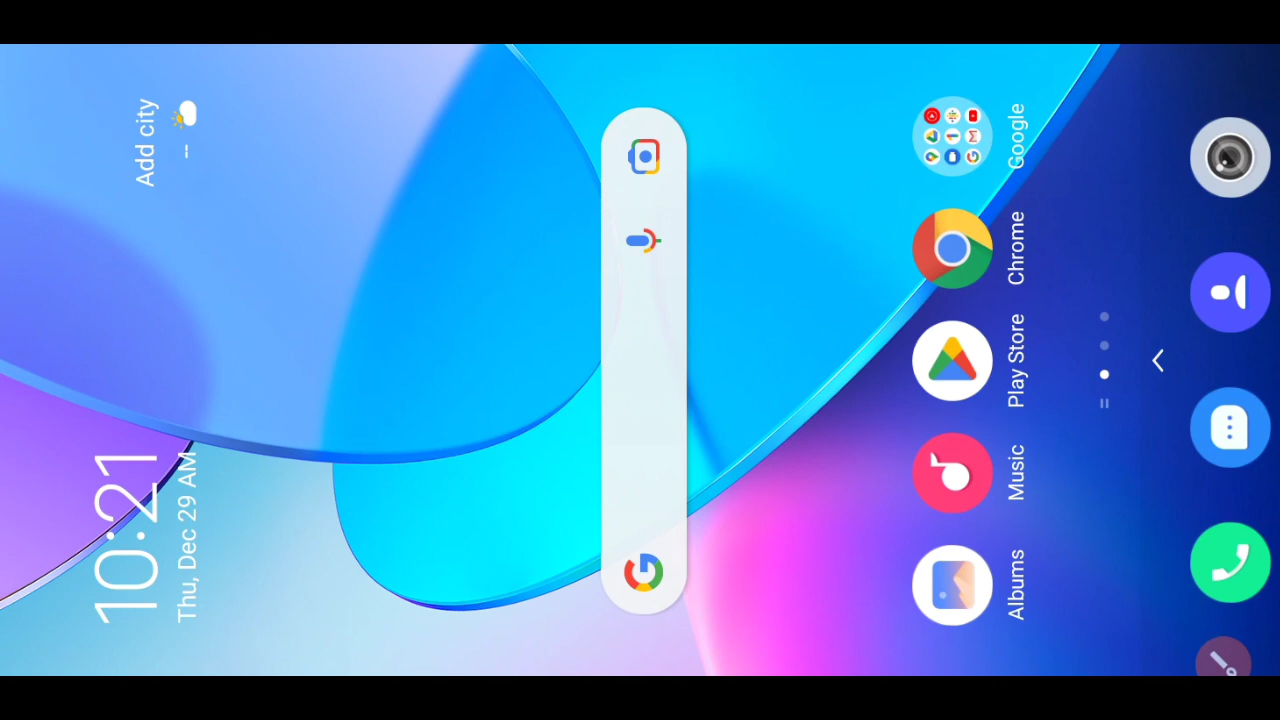 10:21
Thu, Dec 29 AM
Add city
--
Albums
Music
Play Store
Chrome
Google